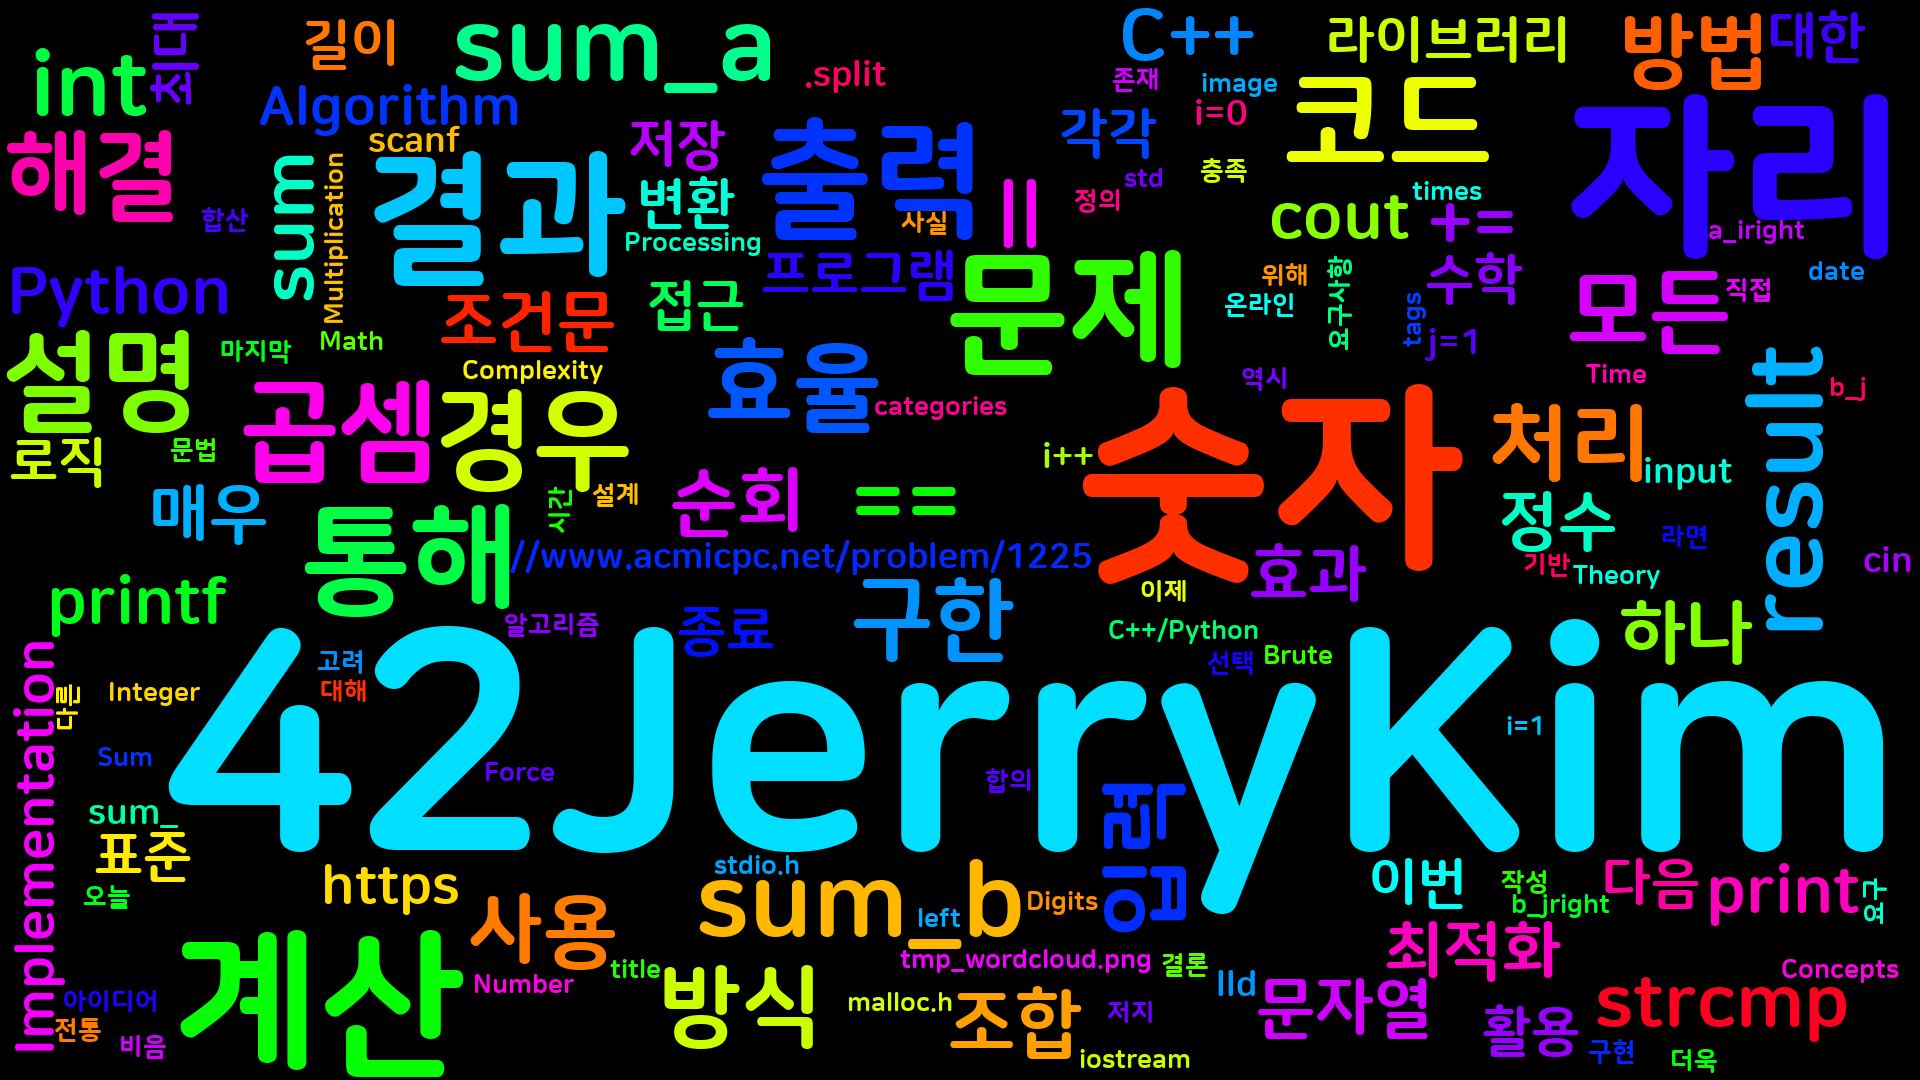 최대
길이
sum_a
C++
라이브러리
방법
대한
int
.split
존재
image
코드
Algorithm
scanf
저장
출력
각각
i=0
자리
해결
결과
변환
||
std
충족
times
sum
Multiplication
합산
사실
정의
cout
+=
a_iright
Processing
Python
프로그램
문제
위해
요구사항
수학
date
직접
모든
조건문
접근
온라인
tags
j=1
설명
마지막
Math
효율
Complexity
역시
Time
result
b_j
곱셈
경우
categories
숫자
처리
로직
문법
i++
input
매우
시간
설계
순회
==
정수
라면
통해
//www.acmicpc.net/problem/1225
효과
기반
Theory
cin
printf
이제
구한
알고리즘
종료
C++/Python
하나
선택
Brute
Implementation
다른
Integer
고려
대해
42JerryKim
i=1
Sum
Force
합의
sum_
곱
표준
https
stdio.h
이번
작성
다음
print
구여
오늘
사용
sum_b
left
Digits
b_jright
계산
Number
title
방식
tmp_wordcloud.png
결론
최적화
Concepts
아이디어
malloc.h
조합
저지
lld
문자열
활용
strcmp
전통
비음
iostream
구현
더욱